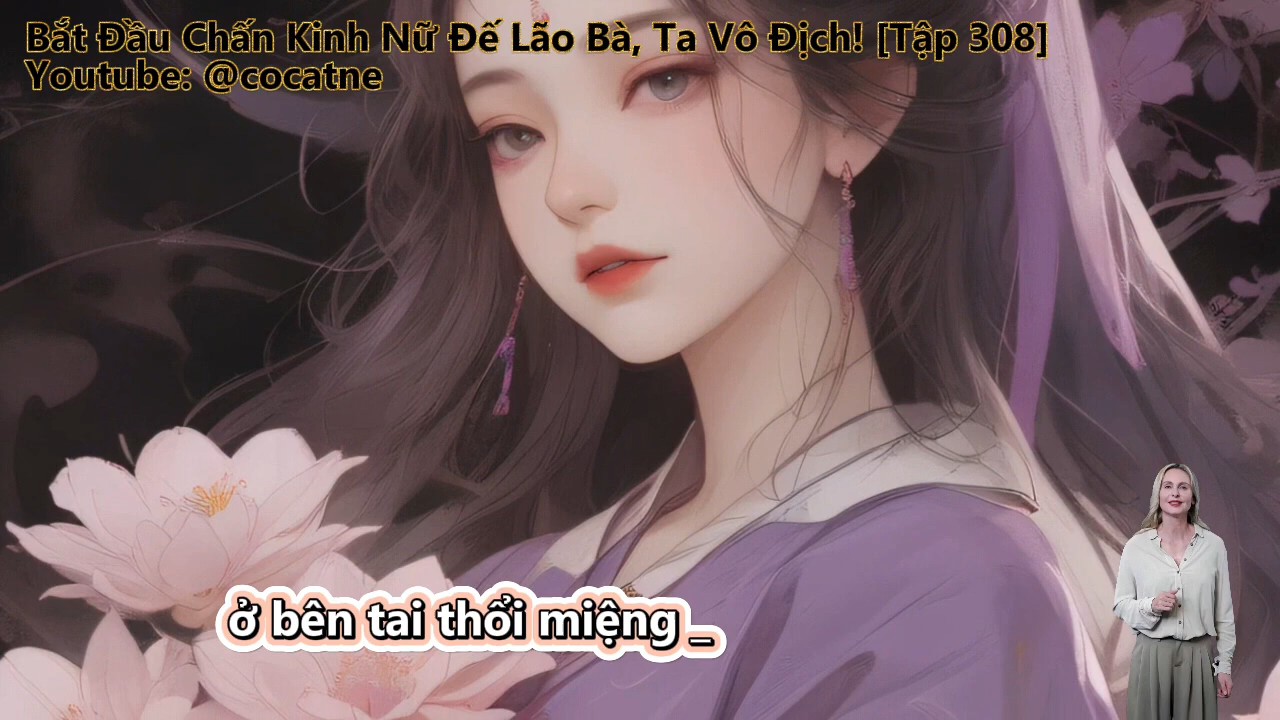 Bắt Đầu Chấn Kinh Nữ Đế Lão Bà, Ta Vô Địch! [Tập 308]
Youtube: @cocatne
ở bên tai thổi miệng _